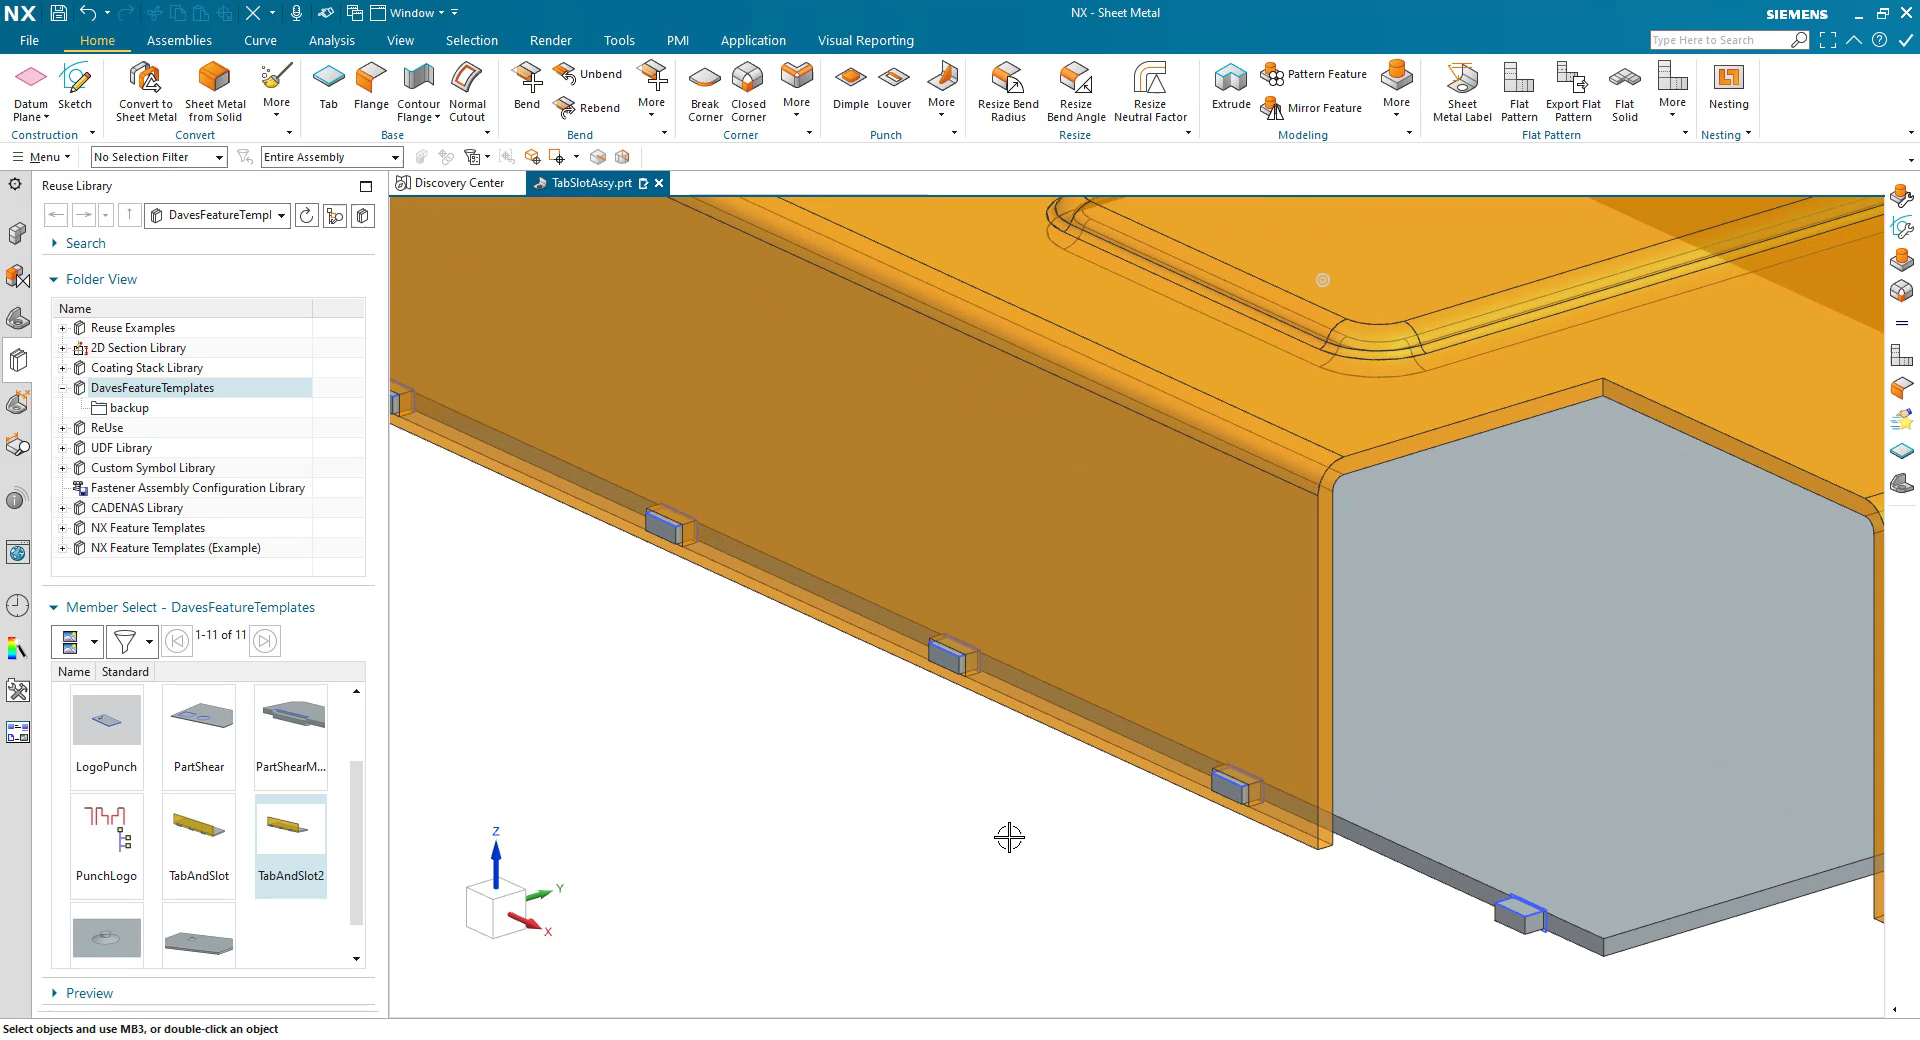 NX
Window
NX - Sheet Metal
SIEMENS
File
Home
Assemblies
Curve
Analysis
View
Selection
Render
Tools
PMI
Application
Visual Reporting
Type Here to Search
Datum Plane
Sketch
Construction
Convert to Sheet Metal
Sheet Metal from Solid
More
Convert
Tab
Flange
Contour Flange
Normal Cutout
Base
Bend
Unbend
Rebend
More
Bend
Break Corner
Closed Corner
More
Corner
Dimple
Louver
More
Punch
Resize Bend Radius
Resize Bend Angle
Resize Neutral Factor
Resize
Extrude
Pattern Feature
Mirror Feature
More
Modeling
Sheet Metal Label
Flat Pattern
Export Flat Pattern
Flat Solid
More
Flat Pattern
Nesting
Nesting
Menu
No Selection Filter
Entire Assembly
Reuse Library
Discovery Center
TabSlotAssy.prt
DavesFeatureTempl
Search
Folder View
Name
Reuse Examples
2D Section Library
Coating Stack Library
DavesFeatureTemplates
backup
ReUse
UDF Library
Custom Symbol Library
Fastener Assembly Configuration Library
CADENAS Library
NX Feature Templates
NX Feature Templates (Example)
Member Select - DavesFeatureTemplates
1-11 of 11
Name
Standard
LogoPunch
PartShear
PartShearM...
PunchLogo
TabAndSlot
TabAndSlot2
Preview
Z
Y
X
Select objects and use MB3, or double-click an object